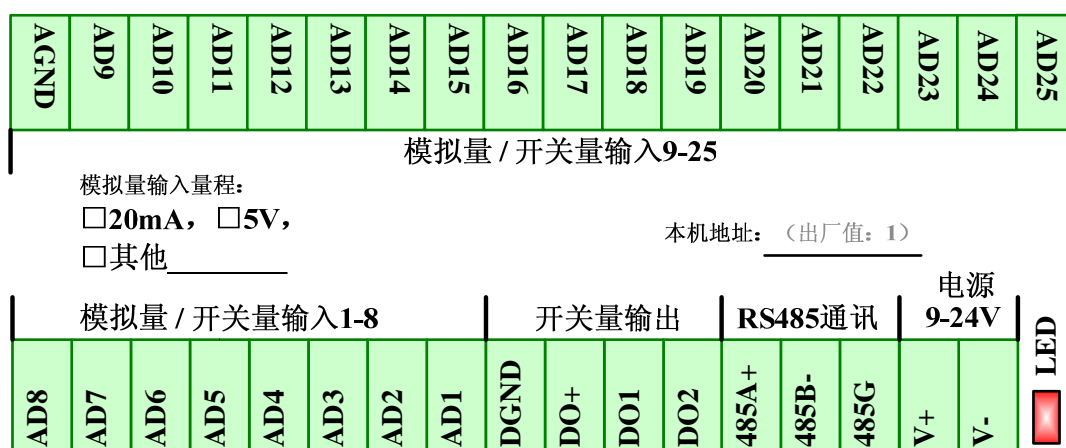 AGND AD9 AD10 AD11 AD12 AD13 AD14 AD15 AD16 AD17 AD18 AD19 AD20 AD21 AD22 AD23 AD24 AD25
模拟量 / 开关量输入9-25
模拟量输入量程：
□20mA，□5V，
□其他
本机地址：（出厂值：1）
模拟量 / 开关量输入1-8
开关量输出
RS485通讯
电源
9-24V
LED
AD8 AD7 AD6 AD5 AD4 AD3 AD2 AD1 DGND DO+ DO1 DO2 485A+ 485B- 485G V+ V-